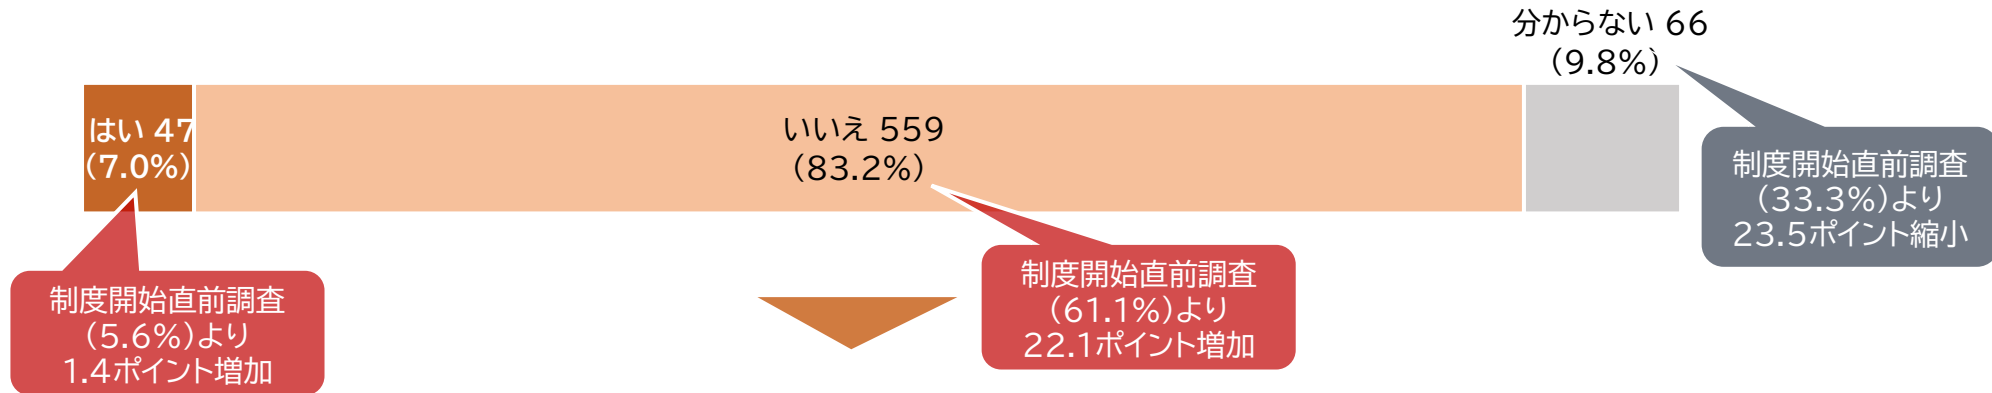 分からない 66
(9.8%)
はい 47
(7.0%)
いいえ 559
(83.2%)
制度開始直前調査
(33.3%)より
23.5ポイント縮小
制度開始直前調査
(61.1%)より
22.1ポイント増加
制度開始直前調査
(5.6%)より
1.4ポイント増加